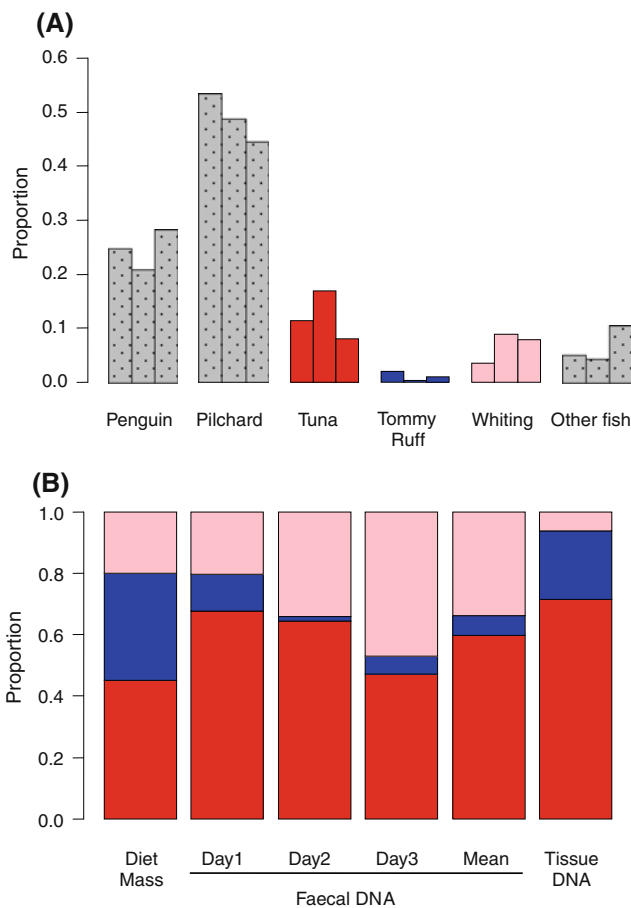 (A)
0.6
0.5
0.4
0.3
0.2
0.1
0.0
Proportion
Penguin Pilchard Tuna Tommy Ruff Whiting Other fish
(B)
1.0
0.8
0.6
0.4
0.2
0.0
Proportion
Diet Mass Day1 Day2 Day3 Mean Tissue DNA
Faecal DNA